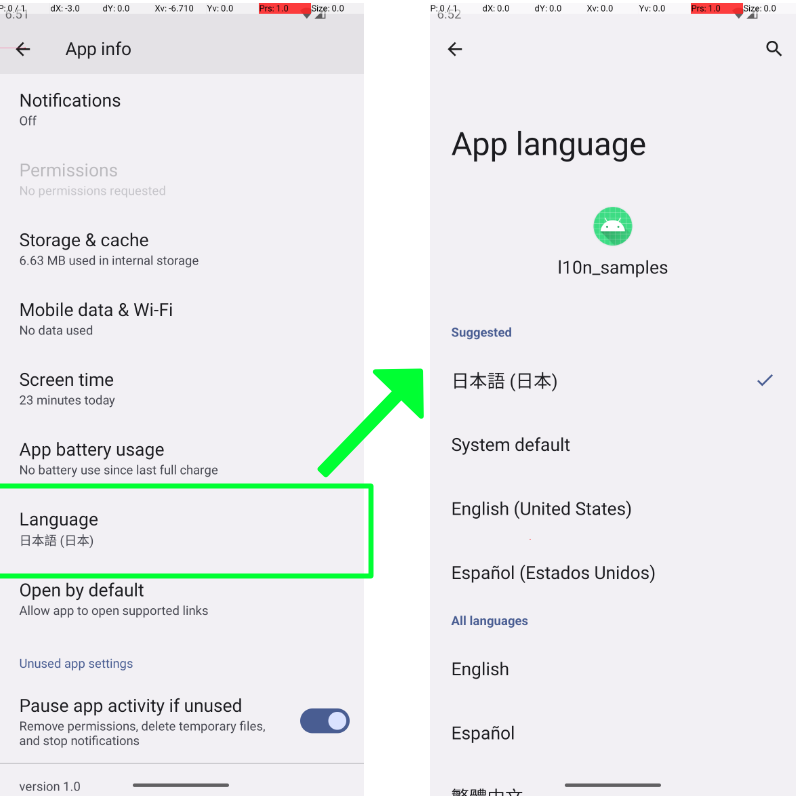 P: 0 / 1 dX: -3.0 dY: 0.0 Xv: -6.710 Yv: 0.0 Prs: 1.0 Size: 0.0
6:51
App info
Notifications
Off
Permissions
No permissions requested
Storage & cache
6.63 MB used in internal storage
Mobile data & Wi-Fi
No data used
Screen time
23 minutes today
App battery usage
No battery use since last full charge
Language
日本語 (日本)
Open by default
Allow app to open supported links
Unused app settings
Pause app activity if unused
Remove permissions, delete temporary files,
and stop notifications
version 1.0
P: 0 / 1 dX: 0.0 dY: 0.0 Xv: 0.0 Yv: 0.0 Prs: 1.0 Size: 0.0
6:52
App language
l10n_samples
Suggested
日本語 (日本)
System default
English (United States)
Español (Estados Unidos)
All languages
English
Español
繁體中文